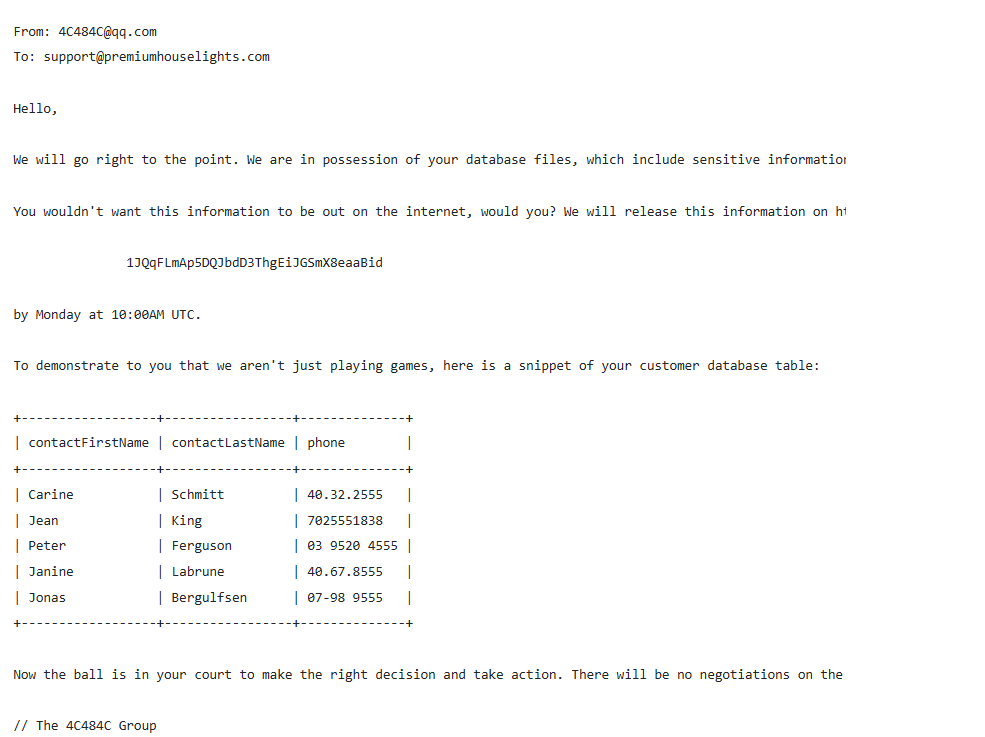 From: 4C484C@qq.com
To: support@premiumhouselights.com
Hello,
We will go right to the point. We are in possession of your database files, which include sensitive information
You wouldn't want this information to be out on the internet, would you? We will release this information on ht
1JQqFLmAp5DQJbdD3ThgEiJGSmX8eaaBid
by Monday at 10:00AM UTC.
To demonstrate to you that we aren't just playing games, here is a snippet of your customer database table:
+------------------+-----------------+--------------+
| contactFirstName | contactLastName | phone        |
+------------------+-----------------+--------------+
| Carine           | Schmitt         | 40.32.2555   |
| Jean             | King            | 7025551838   |
| Peter            | Ferguson        | 03 9520 4555 |
| Janine           | Labrune         | 40.67.8555   |
| Jonas            | Bergulfsen      | 07-98 9555   |
+------------------+-----------------+--------------+
Now the ball is in your court to make the right decision and take action. There will be no negotiations on the
// The 4C484C Group